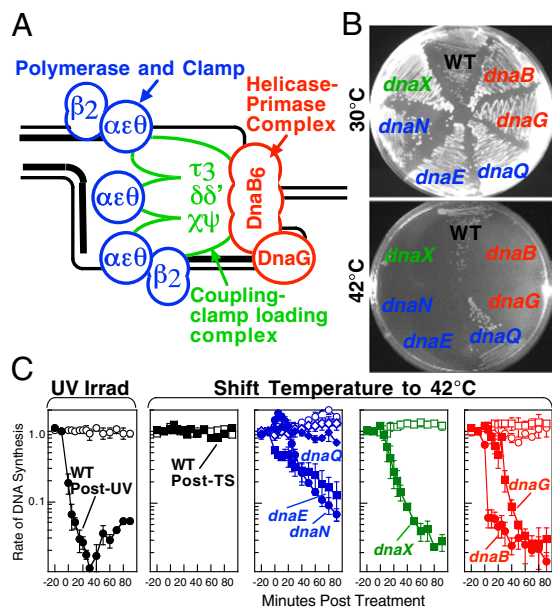 A
Polymerase and Clamp
β2
αεθ
Helicase-
Primase
Complex
αεθ
τ3
δδ'
χψ
DnaB6
αεθ
β2
DnaG
Coupling-
clamp loading
complex
B
30°C
WT
dnaX
dnaB
dnaN
dnaG
dnaE
dnaQ
42°C
WT
dnaX
dnaB
dnaN
dnaG
dnaE
dnaQ
C
UV Irrad
Shift Temperature to 42°C
Rate of DNA Synthesis
1.0
0.1
WT
Post-UV
WT
Post-TS
dnaQ
dnaE
dnaN
dnaX
dnaG
dnaB
-20 0 20 40 60 80
-20 0 20 40 60 80
-20 0 20 40 60 80
-20 0 20 40 60 80
-20 0 20 40 60 80
Minutes Post Treatment